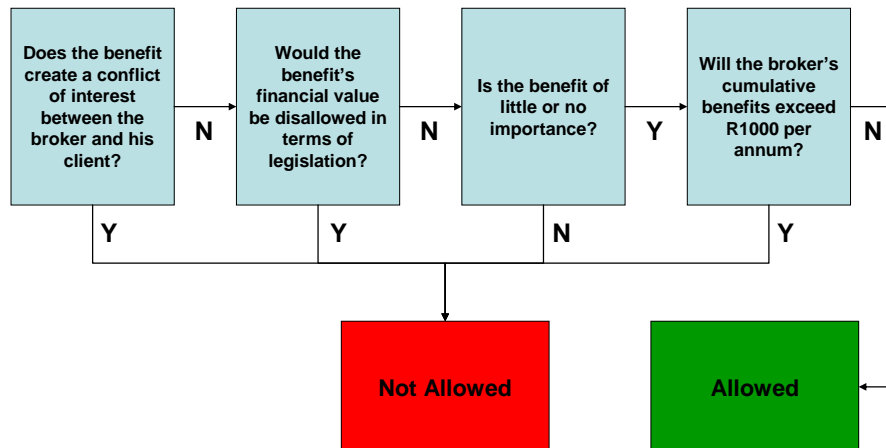 Does the benefit
create a conflict
of interest
between the
broker and his
client?
N
Would the
benefit's
financial value
be disallowed in
terms of
legislation?
N
Is the benefit of
little or no
importance?
Y
Will the broker's
cumulative
benefits exceed
R1000 per
annum?
N
Y
Y
N
Y
Not Allowed
Allowed